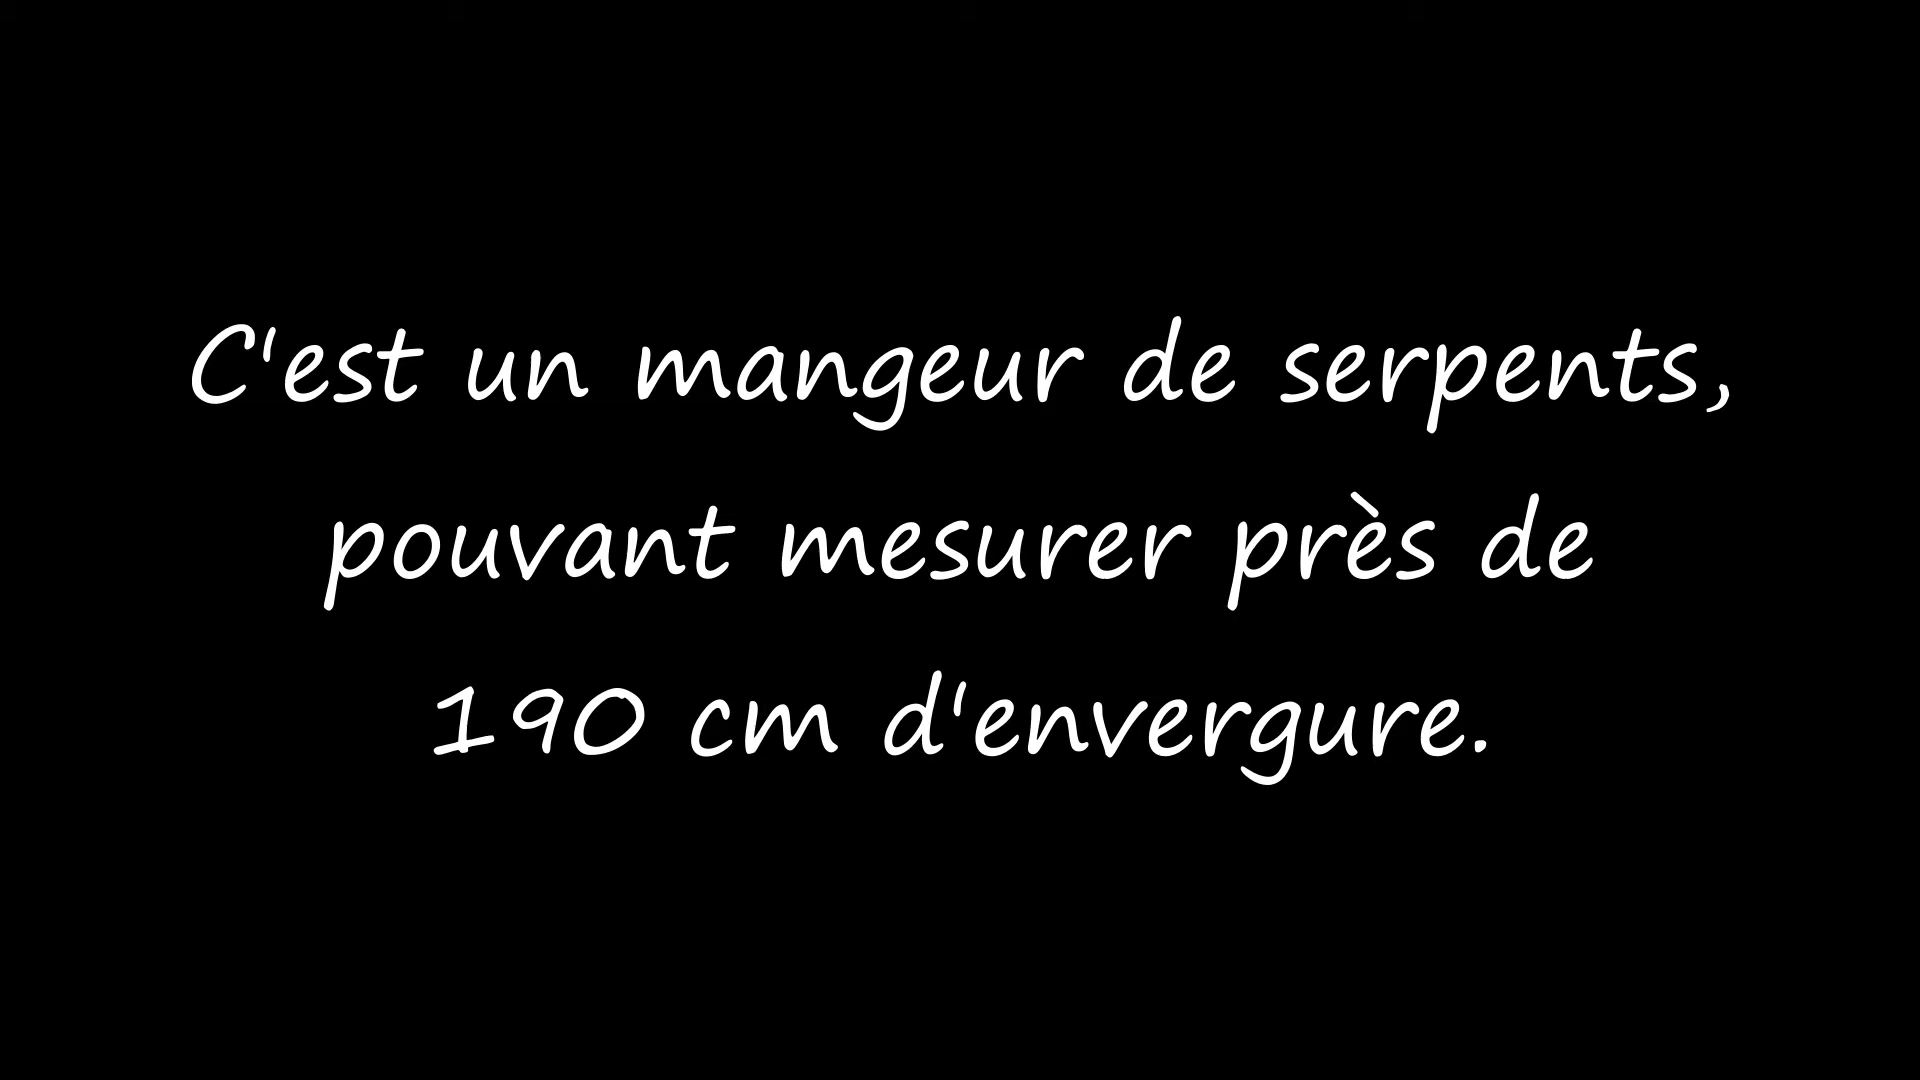 C'est un mangeur de serpents,
pouvant mesurer près de
190 cm d'envergure.